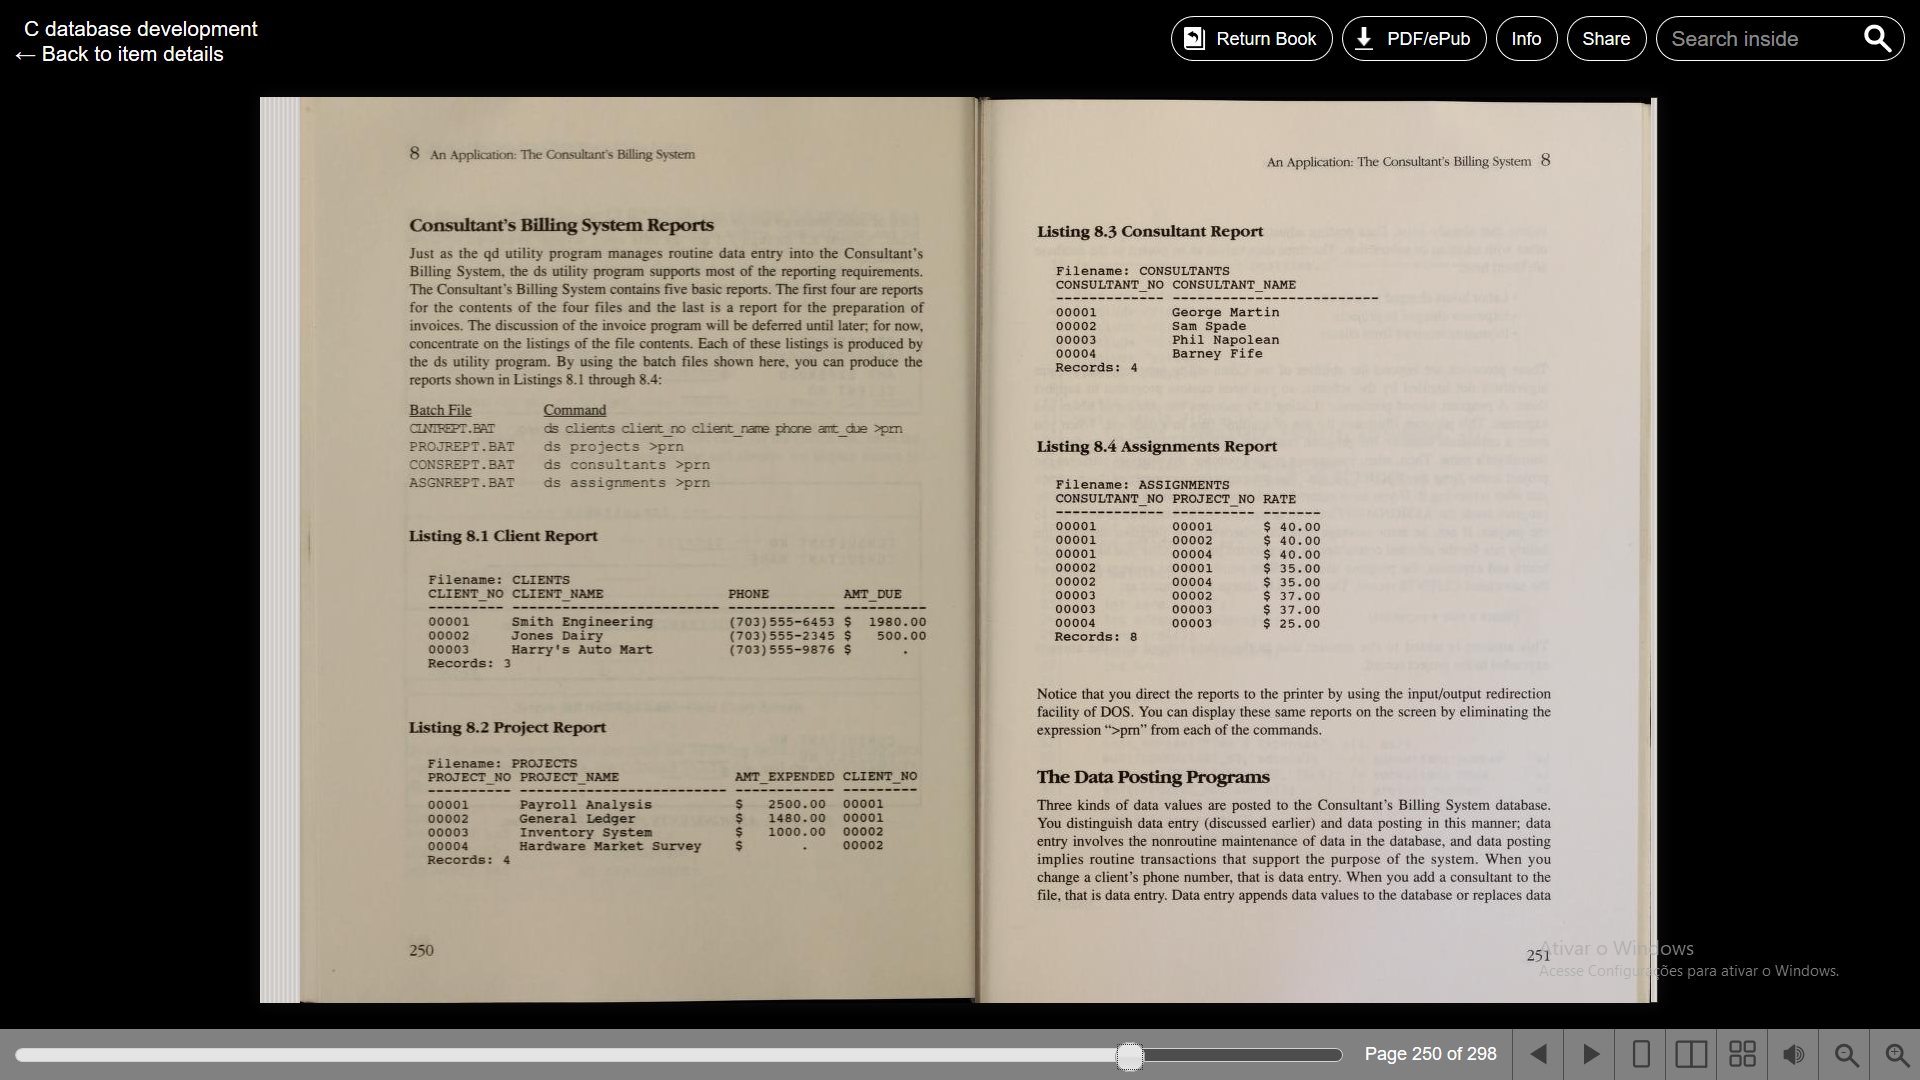 C database development
← Back to item details
Return Book
PDF/ePub
Info
Share
Search inside
8 An Application: The Consultant's Billing System
Consultant's Billing System Reports
Just as the qd utility program manages routine data entry into the Consultant's
Billing System, the ds utility program supports most of the reporting requirements.
The Consultant's Billing System contains five basic reports. The first four are reports
for the contents of the four files and the last is a report for the preparation of
invoices. The discussion of the invoice program will be deferred until later; for now,
concentrate on the listings of the file contents. Each of these listings is produced by
the ds utility program. By using the batch files shown here, you can produce the
reports shown in Listings 8.1 through 8.4:
Batch File Command
CLNTREPT.BAT ds clients client_no client_name phone amt_due >prn
PROJREPT.BAT ds projects >prn
CONSREPT.BAT ds consultants >prn
ASGNREPT.BAT ds assignments >prn
Listing 8.1 Client Report
Filename: CLIENTS
CLIENT_NO CLIENT_NAME PHONE AMT_DUE
--------- ------------------------- ------------- ----------
00001 Smith Engineering (703)555-6453 $ 1980.00
00002 Jones Dairy (703)555-2345 $ 500.00
00003 Harry's Auto Mart (703)555-9876 $ .
Records: 3
Listing 8.2 Project Report
Filename: PROJECTS
PROJECT_NO PROJECT_NAME AMT_EXPENDED CLIENT_NO
---------- ------------------------- ------------ ---------
00001 Payroll Analysis $ 2500.00 00001
00002 General Ledger $ 1480.00 00001
00003 Inventory System $ 1000.00 00002
00004 Hardware Market Survey $ . 00002
Records: 4
250
An Application: The Consultant's Billing System 8
Listing 8.3 Consultant Report
Filename: CONSULTANTS
CONSULTANT_NO CONSULTANT_NAME
------------- -------------------------
00001 George Martin
00002 Sam Spade
00003 Phil Napolean
00004 Barney Fife
Records: 4
Listing 8.4 Assignments Report
Filename: ASSIGNMENTS
CONSULTANT_NO PROJECT_NO RATE
------------- ---------- -------
00001 00001 $ 40.00
00001 00002 $ 40.00
00001 00004 $ 40.00
00002 00001 $ 35.00
00002 00004 $ 35.00
00003 00002 $ 37.00
00003 00003 $ 37.00
00004 00003 $ 25.00
Records: 8
Notice that you direct the reports to the printer by using the input/output redirection
facility of DOS. You can display these same reports on the screen by eliminating the
expression “>prn” from each of the commands.
The Data Posting Programs
Three kinds of data values are posted to the Consultant's Billing System database.
You distinguish data entry (discussed earlier) and data posting in this manner; data
entry involves the nonroutine maintenance of data in the database, and data posting
implies routine transactions that support the purpose of the system. When you
change a client's phone number, that is data entry. When you add a consultant to the
file, that is data entry. Data entry appends data values to the database or replaces data
251
Ativar o Windows
Acesse Configurações para ativar o Windows.
Page 250 of 298